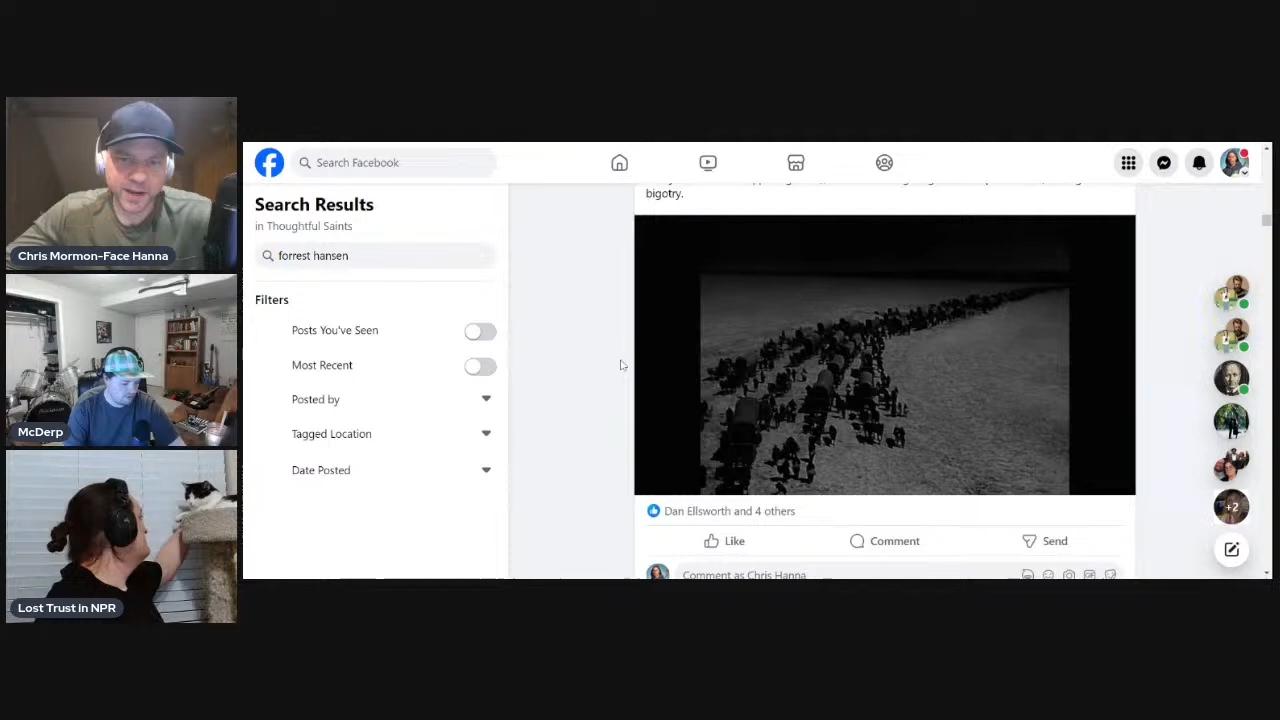 Chris Mormon-Face Hanna
McDerp
Lost Trust in NPR
Search Facebook
Search Results
in Thoughtful Saints
forrest hansen
Filters
Posts You've Seen
Most Recent
Posted by
Tagged Location
Date Posted
bigotry.
Dan Ellsworth and 4 others
Like
Comment
Send
Comment as Chris Hanna
+2